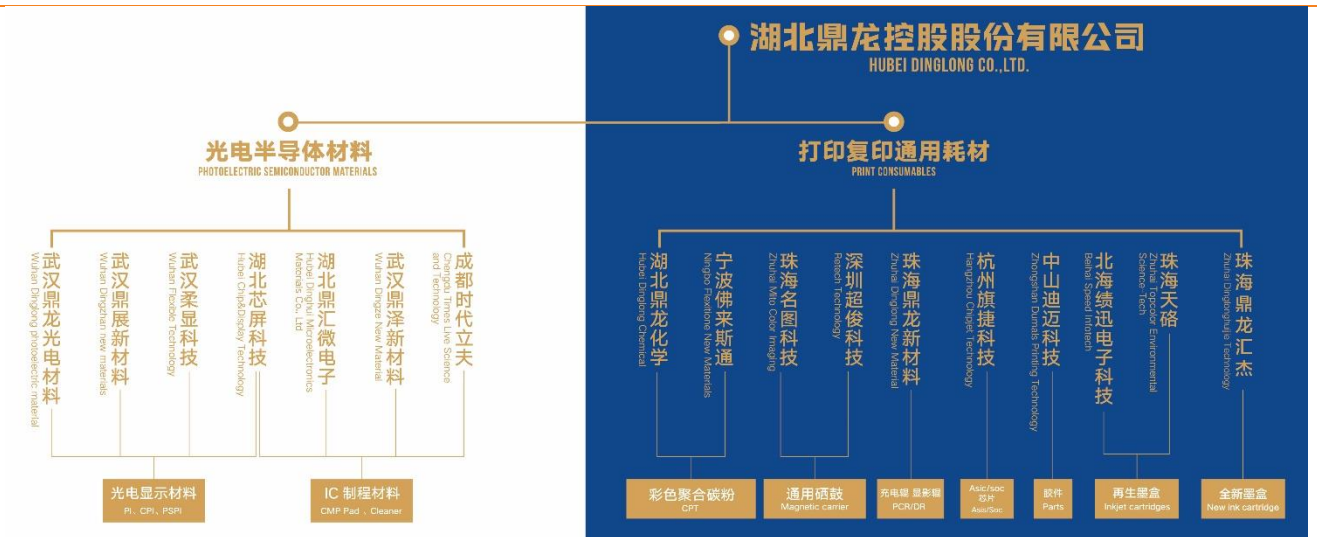 湖北鼎龙控股股份有限公司
HUBEI DINGLONG CO.,LTD.
光电半导体材料
PHOTOELECTRIC SEMICONDUCTOR MATERIALS
打印复印通用耗材
PRINT CONSUMABLES
武汉鼎龙光电材料
Wuhan Dinglong photoelectric material
武汉鼎展新材料
Wuhan Dingzhan new materials
武汉柔显科技
Wuhan Flexible Technology
湖北芯屏科技
Hubei Chip&Display Technology
湖北鼎汇微电子
Hubei Dinghui Microelectronics
Materials Co., Ltd
武汉鼎泽新材料
Wuhan Dingze New Material
成都时代立夫
Chengdu Times Live Science
and Technology
湖北鼎龙化学
Hubei Dinglong Chemical
宁波佛来斯通
Ningbo Flexitone New Materials
珠海名图科技
Zhuhai Mito Color Imaging
深圳超俊科技
Retech Technology
珠海鼎龙新材料
Zhuhai Dinglong New Material
杭州旗捷科技
Hangzhou Chipjet Technology
中山迪迈科技
Zhongshan Dumais Printing Technology
北海绩迅电子科技
Beihai Speed Infotech
珠海天硌
Zhuhai Topcolor Environmental
Science-Tech
珠海鼎龙汇杰
Zhuhai Dinglonghuijie Technology
光电显示材料
PI、CPI、PSPI
IC 制程材料
CMP Pad 、Cleaner
彩色聚合碳粉
CPT
通用硒鼓
Magnetic carrier
充电辊 显影辊
PCR/DR
Asic/soc
芯片
Asis/Soc
胶件
Parts
再生墨盒
Inkjet cartridges
全新墨盒
New ink cartridge